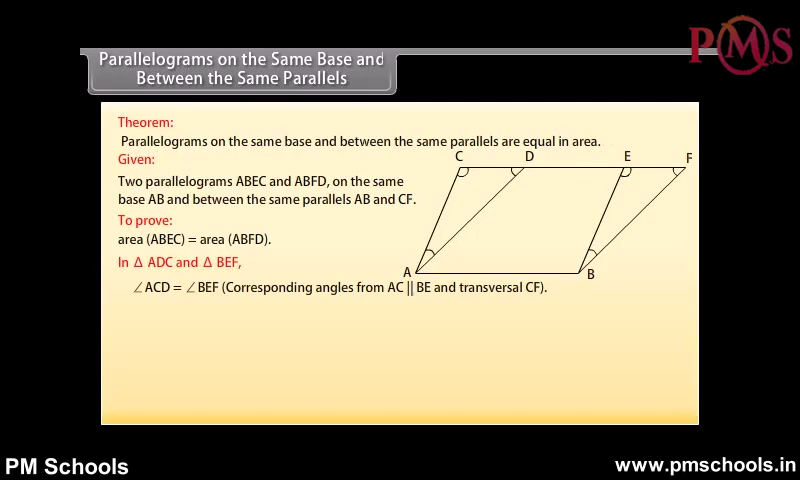 PMS
Parallelograms on the Same Base and
Between the Same Parallels
Theorem:
Parallelograms on the same base and between the same parallels are equal in area.
Given:
C D E F
Two parallelograms ABEC and ABFD, on the same
base AB and between the same parallels AB and CF.
To prove:
area (ABEC) = area (ABFD).
In △ ADC and △ BEF,
A B
∠ACD = ∠BEF (Corresponding angles from AC || BE and transversal CF).
PM Schools
www.pmschools.in